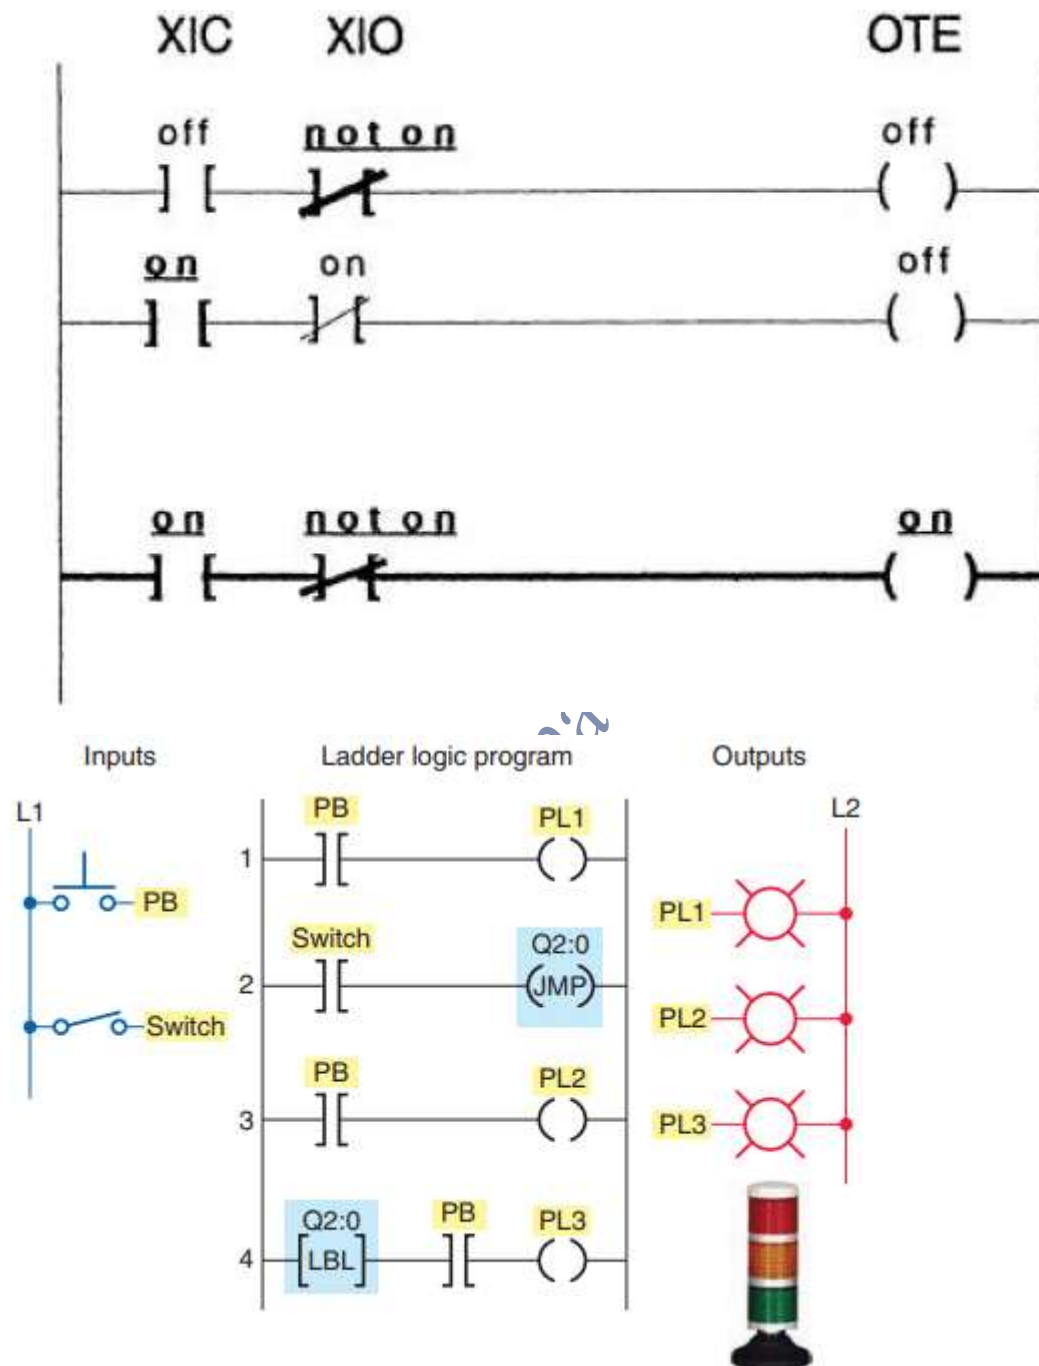 XIC XIO OTE
off not on off
on on off
on not on on
Inputs Ladder logic program Outputs
L1 L2
PB PL1
1
PB
PL1
Switch Q2:0
2 JMP
Switch
PL2
PB PL2
3
PL3
Q2:0 PB PL3
4 LBL